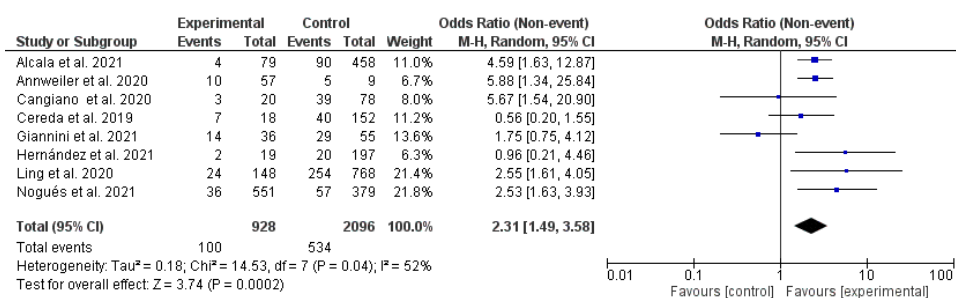 Experimental Control Odds Ratio (Non-event) Odds Ratio (Non-event)
Study or Subgroup Events Total Events Total Weight M-H, Random, 95% CI M-H, Random, 95% CI
Alcala et al. 2021 4 79 90 458 11.0% 4.59 [1.63, 12.87]
Annweiler et al. 2020 10 57 5 9 6.7% 5.88 [1.34, 25.84]
Cangiano et al. 2020 3 20 39 78 8.0% 5.67 [1.54, 20.90]
Cereda et al. 2019 7 18 40 152 11.2% 0.56 [0.20, 1.55]
Giannini et al. 2021 14 36 29 55 13.6% 1.75 [0.75, 4.12]
Hernández et al. 2021 2 19 20 197 6.3% 0.96 [0.21, 4.46]
Ling et al. 2020 24 148 254 768 21.4% 2.55 [1.61, 4.05]
Nogués et al. 2021 36 551 57 379 21.8% 2.53 [1.63, 3.93]
Total (95% CI) 928 2096 100.0% 2.31 [1.49, 3.58]
Total events 100 534
Heterogeneity: Tau² = 0.18; Chi² = 14.53, df = 7 (P = 0.04); I² = 52%
Test for overall effect: Z = 3.74 (P = 0.0002)
0.01 0.1 1 10 100
Favours [control] Favours [experimental]